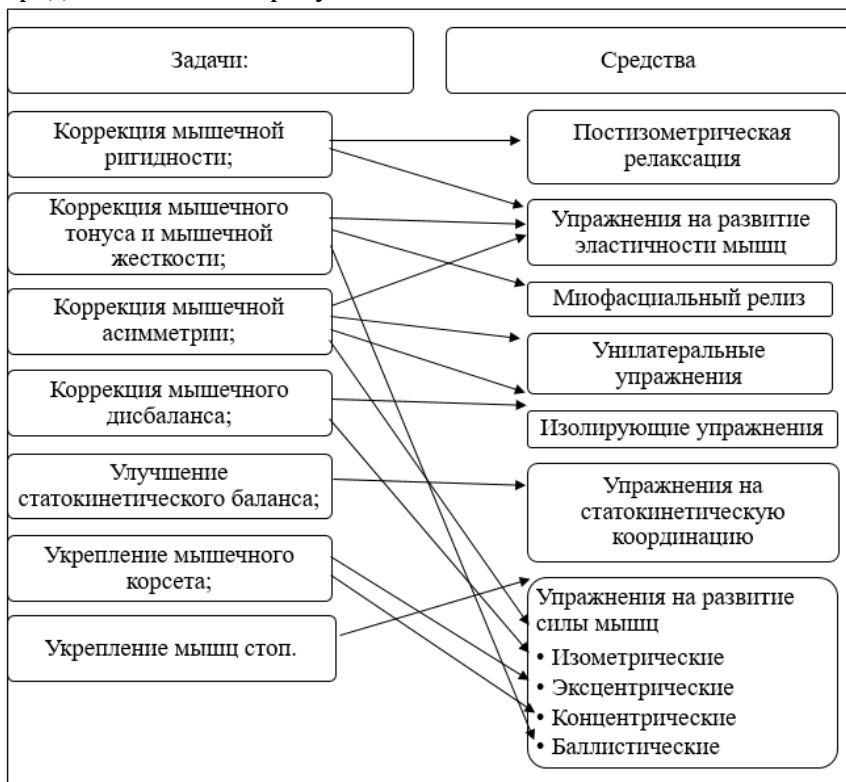 Задачи:
Средства
Коррекция мышечной
ригидности;
Постизометрическая
релаксация
Коррекция мышечного
тонуса и мышечной
жесткости;
Упражнения на развитие
эластичности мышц
Миофасциальный релиз
Коррекция мышечной
асимметрии;
Унилатеральные
упражнения
Коррекция мышечного
дисбаланса;
Изолирующие упражнения
Улучшение
статокинетического баланса;
Упражнения на
статокинетическую
координацию
Укрепление мышечного
корсета;
Упражнения на развитие
силы мышц
• Изометрические
• Эксцентрические
• Концентрические
• Баллистические
Укрепление мышц стоп.